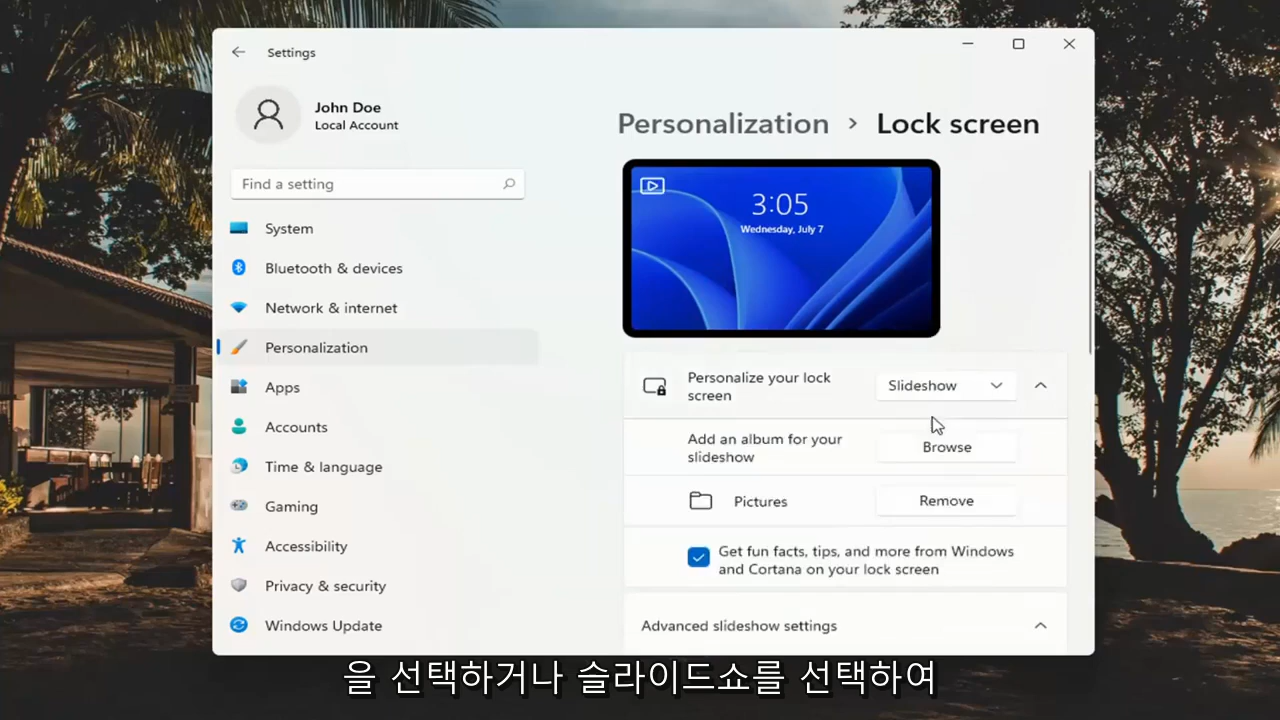 Settings
John Doe
Local Account
Find a setting
System
Bluetooth & devices
Network & internet
Personalization
Apps
Accounts
Time & language
Gaming
Accessibility
Privacy & security
Windows Update
Personalization > Lock screen
3:05
Wednesday, July 7
Personalize your lock
screen
Slideshow
Add an album for your
slideshow
Browse
Pictures
Remove
Get fun facts, tips, and more from Windows
and Cortana on your lock screen
Advanced slideshow settings
을 선택하거나 슬라이드쇼를 선택하여